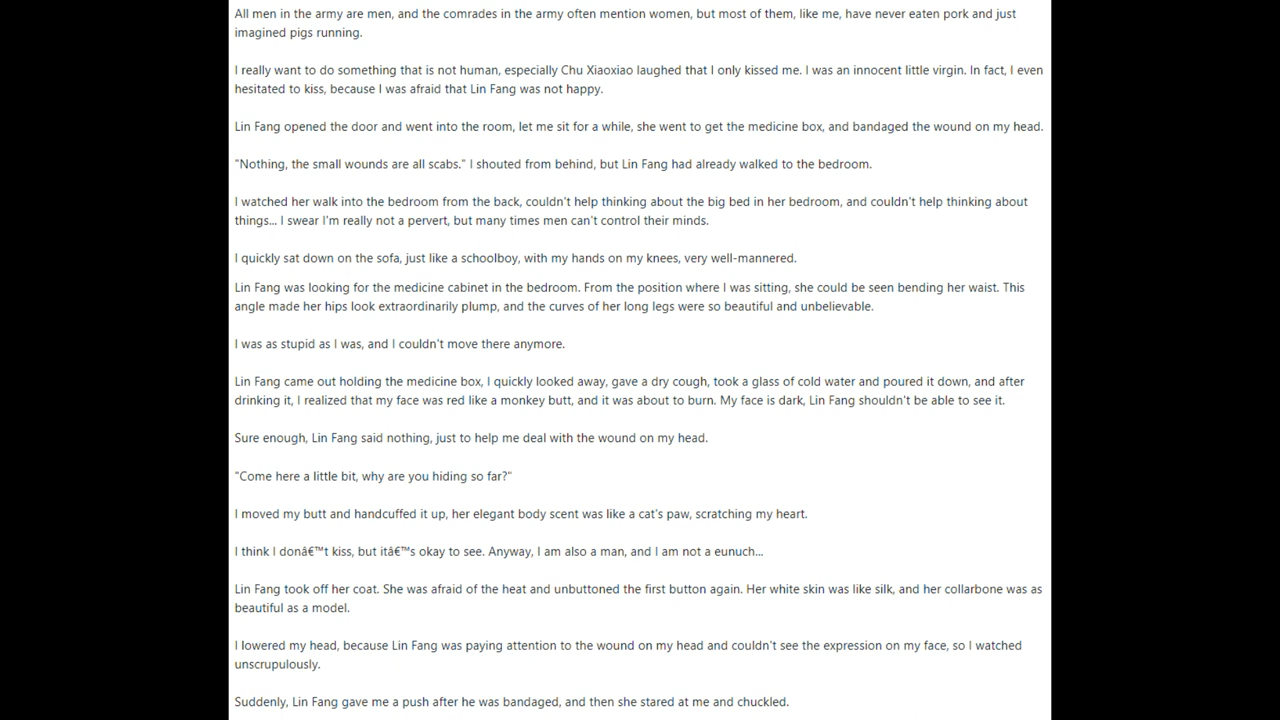 All men in the army are men, and the comrades in the army often mention women, but most of them, like me, have never eaten pork and just
imagined pigs running.
I really want to do something that is not human, especially Chu Xiaoxiao laughed that I only kissed me. I was an innocent little virgin. In fact, I even
hesitated to kiss, because I was afraid that Lin Fang was not happy.
Lin Fang opened the door and went into the room, let me sit for a while, she went to get the medicine box, and bandaged the wound on my head.
"Nothing, the small wounds are all scabs." I shouted from behind, but Lin Fang had already walked to the bedroom.
I watched her walk into the bedroom from the back, couldn't help thinking about the big bed in her bedroom, and couldn't help thinking about
things... I swear I'm really not a pervert, but many times men can't control their minds.
I quickly sat down on the sofa, just like a schoolboy, with my hands on my knees, very well-mannered.
Lin Fang was looking for the medicine cabinet in the bedroom. From the position where I was sitting, she could be seen bending her waist. This
angle made her hips look extraordinarily plump, and the curves of her long legs were so beautiful and unbelievable.
I was as stupid as I was, and I couldn't move there anymore.
Lin Fang came out holding the medicine box, I quickly looked away, gave a dry cough, took a glass of cold water and poured it down, and after
drinking it, I realized that my face was red like a monkey butt, and it was about to burn. My face is dark, Lin Fang shouldn't be able to see it.
Sure enough, Lin Fang said nothing, just to help me deal with the wound on my head.
"Come here a little bit, why are you hiding so far?"
I moved my butt and handcuffed it up, her elegant body scent was like a cat's paw, scratching my heart.
I think I donâ€™t kiss, but itâ€™s okay to see. Anyway, I am also a man, and I am not a eunuch...
Lin Fang took off her coat. She was afraid of the heat and unbuttoned the first button again. Her white skin was like silk, and her collarbone was as
beautiful as a model.
I lowered my head, because Lin Fang was paying attention to the wound on my head and couldn't see the expression on my face, so I watched
unscrupulously.
Suddenly, Lin Fang gave me a push after he was bandaged, and then she stared at me and chuckled.